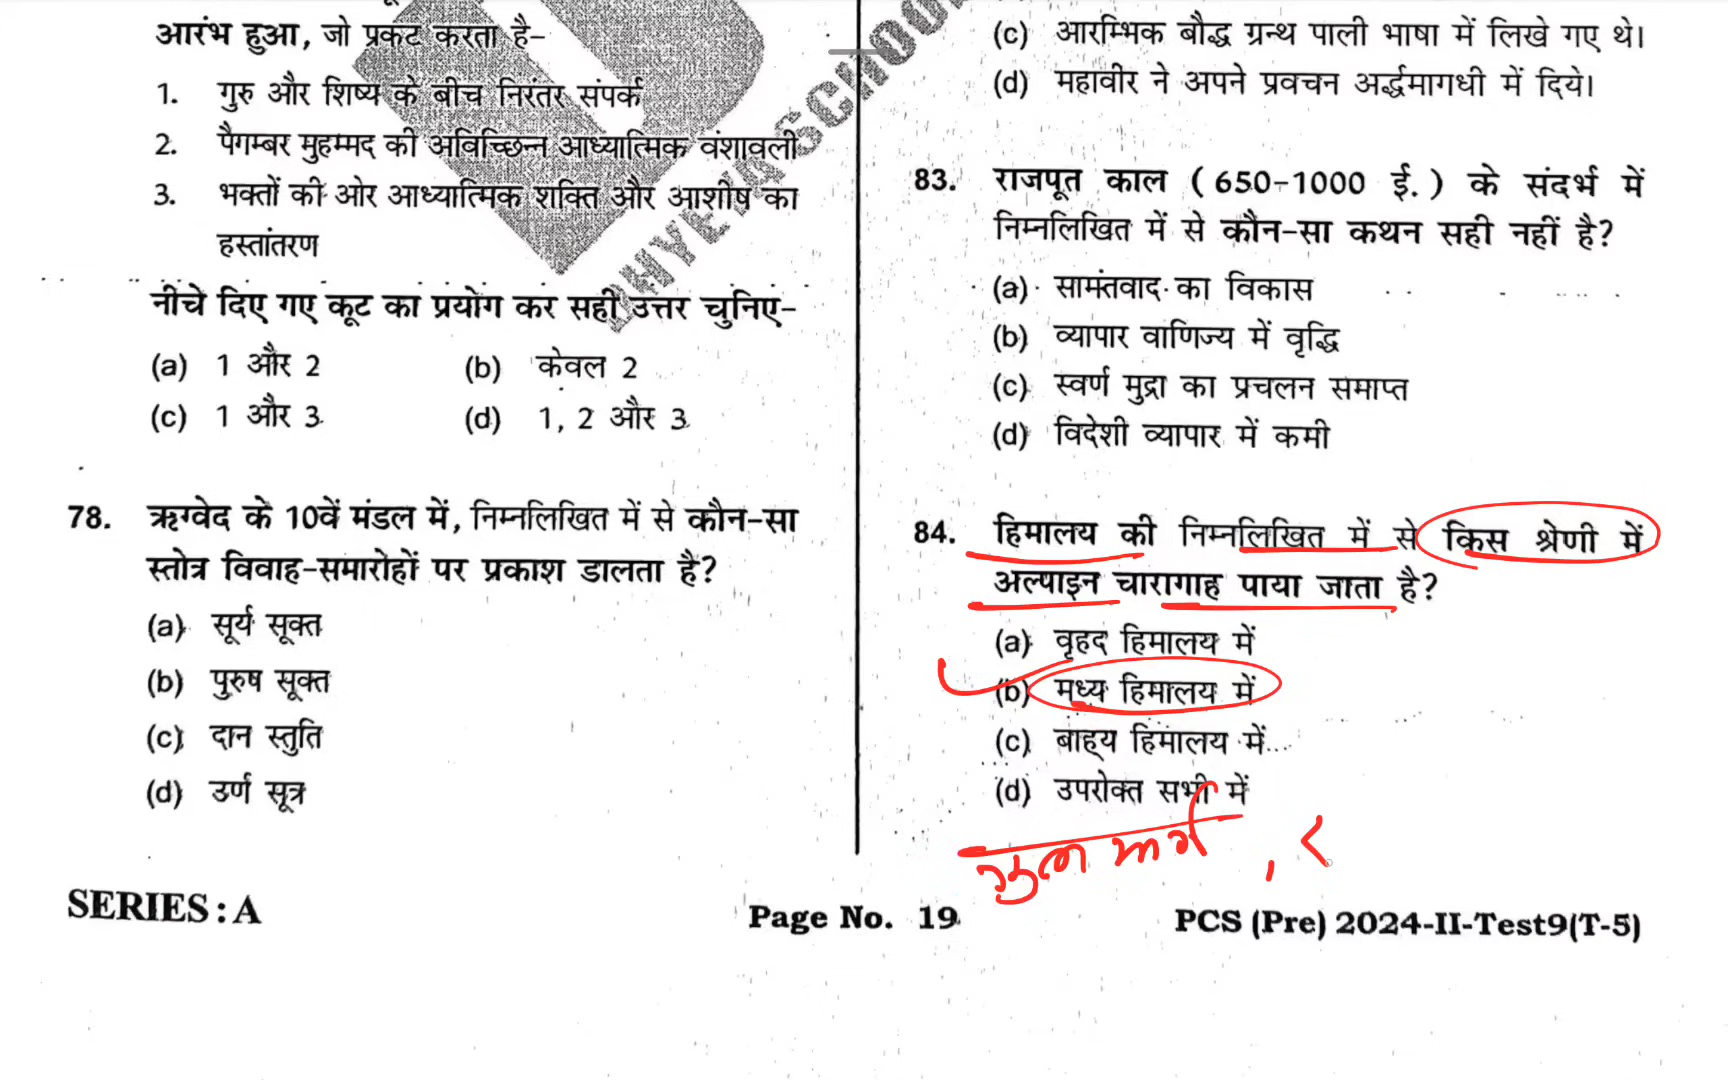 आरंभ हुआ, जो प्रकट करता है-
1. गुरु और शिष्य के बीच निरंतर संपर्क
2. पैगम्बर मुहम्मद की अविच्छिन्न आध्यात्मिक वंशावली
3. भक्तों की ओर आध्यात्मिक शक्ति और आशीष का
हस्तांतरण
नीचे दिए गए कूट का प्रयोग कर सही उत्तर चुनिए-
(a) 1 और 2 (b) केवल 2
(c) 1 और 3 (d) 1, 2 और 3
78. ऋग्वेद के 10वें मंडल में, निम्नलिखित में से कौन-सा
स्तोत्र विवाह-समारोहों पर प्रकाश डालता है?
(a) सूर्य सूक्त
(b) पुरुष सूक्त
(c) दान स्तुति
(d) उर्ण सूत्र
(c) आरम्भिक बौद्ध ग्रन्थ पाली भाषा में लिखे गए थे।
(d) महावीर ने अपने प्रवचन अर्द्धमागधी में दिये।
83. राजपूत काल ( 650-1000 ई. ) के संदर्भ में
निम्नलिखित में से कौन-सा कथन सही नहीं है?
(a) सामंतवाद का विकास
(b) व्यापार वाणिज्य में वृद्धि
(c) स्वर्ण मुद्रा का प्रचलन समाप्त
(d) विदेशी व्यापार में कमी
84. हिमालय की निम्नलिखित में से किस श्रेणी में
अल्पाइन चारागाह पाया जाता है?
(a) वृहद हिमालय में
(b) मध्य हिमालय में
(c) बाह्य हिमालय में
(d) उपरोक्त सभी में
गुल मार्ग ,
SERIES : A
Page No. 19
PCS (Pre) 2024-II-Test9(T-5)